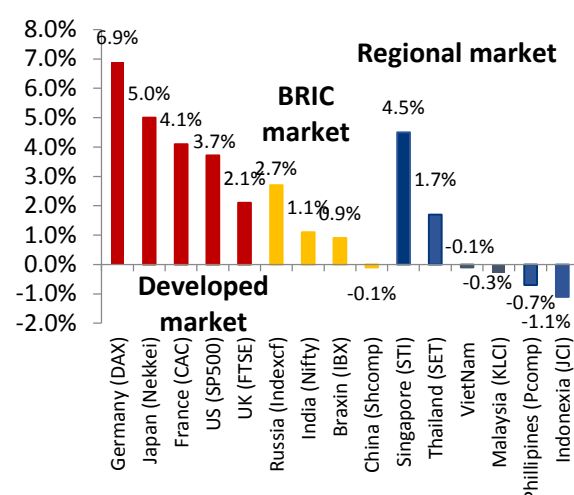 8.0%
7.0%
6.0%
5.0%
4.0%
3.0%
2.0%
1.0%
0.0%
-1.0%
-2.0%
Regional market
BRIC
market
Developed
market
6.9%
5.0%
4.1%
3.7%
2.1%
2.7%
1.1%
0.9%
-0.1%
4.5%
1.7%
-0.1%
-0.3%
-0.7%
-1.1%
Germany (DAX)
Japan (Nekkei)
France (CAC)
US (SP500)
UK (FTSE)
Russia (Indexcf)
India (Nifty)
Braxin (IBX)
China (Shcomp)
Singapore (STI)
Thailand (SET)
VietNam
Malaysia (KLCI)
Phillipines (Pcomp)
Indonexia (JCI)